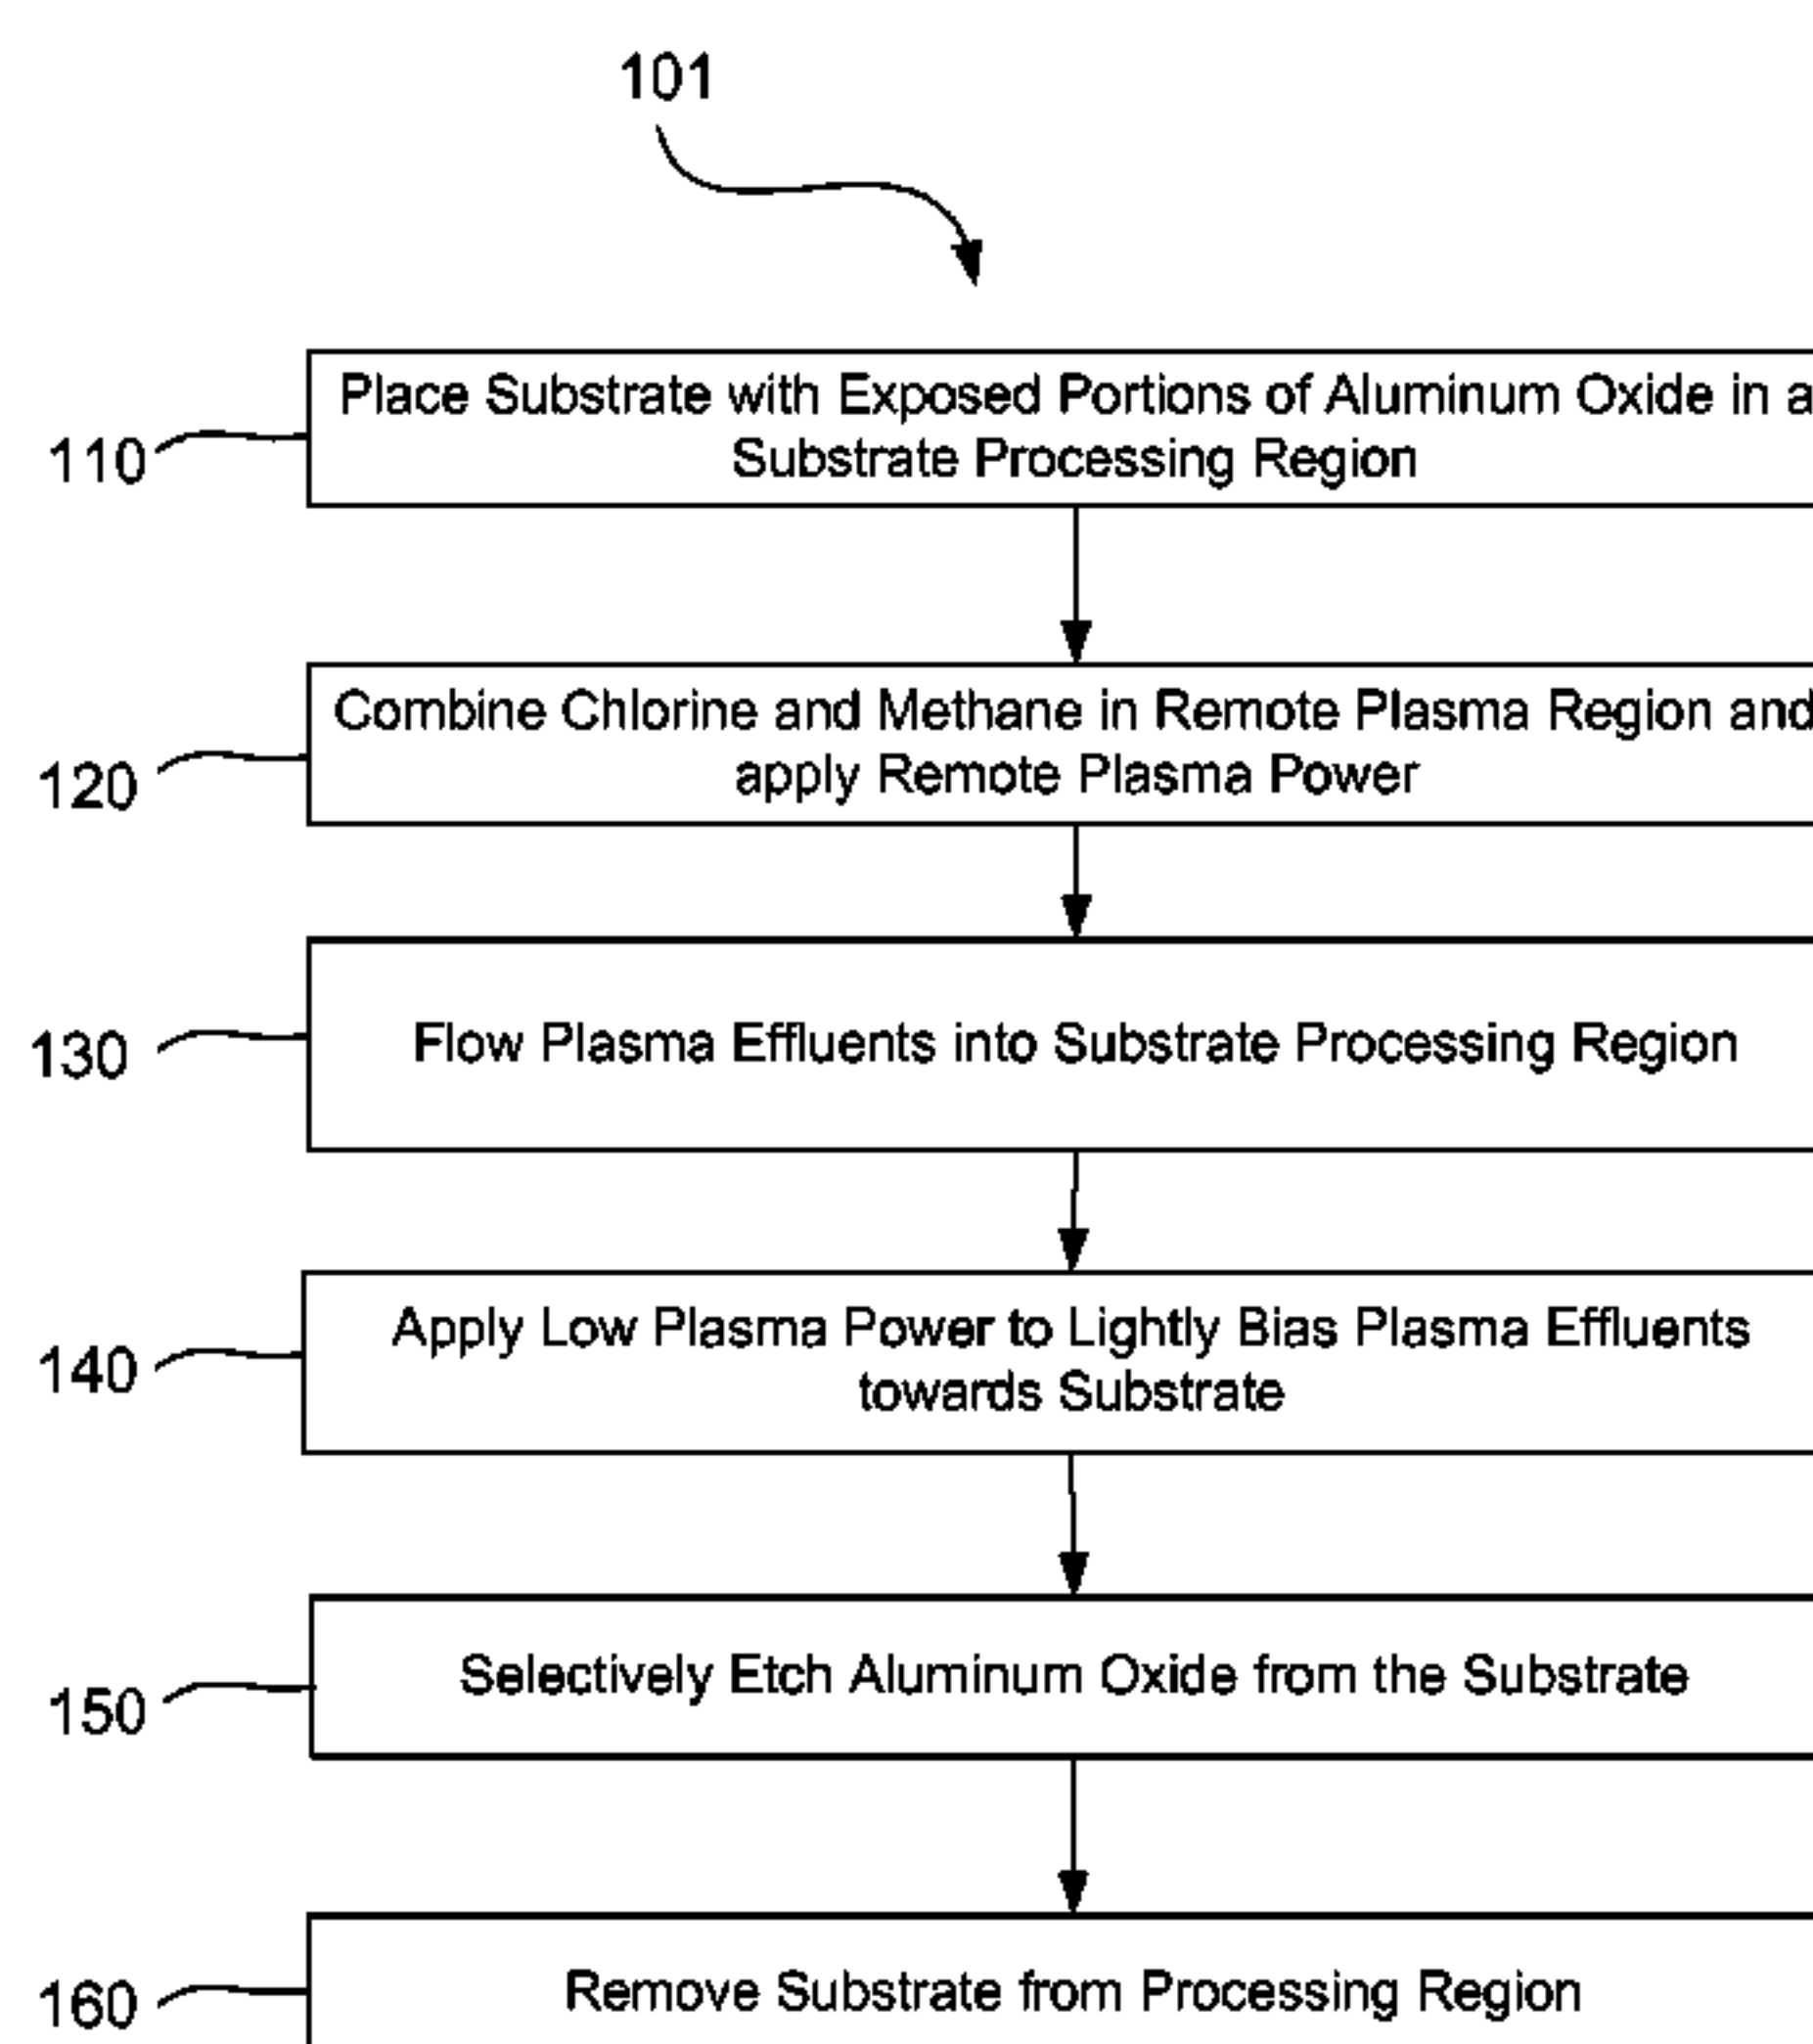 101
110
Place Substrate with Exposed Portions of Aluminum Oxide in a
Substrate Processing Region
120
Combine Chlorine and Methane in Remote Plasma Region and
apply Remote Plasma Power
130
Flow Plasma Effluents into Substrate Processing Region
140
Apply Low Plasma Power to Lightly Bias Plasma Effluents
towards Substrate
150
Selectively Etch Aluminum Oxide from the Substrate
160
Remove Substrate from Processing Region